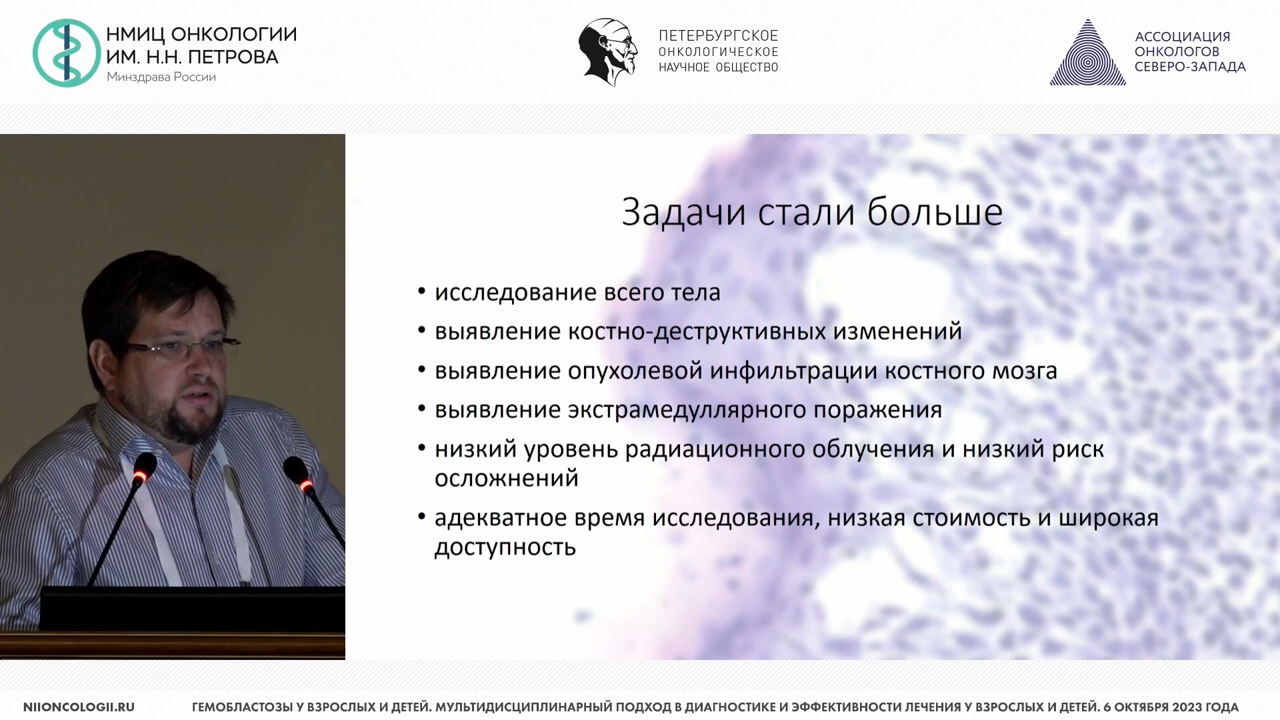 НМИЦ ОНКОЛОГИИ
ИМ. Н.Н. ПЕТРОВА
Минздрава России
ПЕТЕРБУРГСКОЕ
ОНКОЛОГИЧЕСКОЕ
НАУЧНОЕ ОБЩЕСТВО
АССОЦИАЦИЯ
ОНКОЛОГОВ
СЕВЕРО-ЗАПАДА
Задачи стали больше
• исследование всего тела
• выявление костно-деструктивных изменений
• выявление опухолевой инфильтрации костного мозга
• выявление экстрамедуллярного поражения
• низкий уровень радиационного облучения и низкий риск
осложнений
• адекватное время исследования, низкая стоимость и широкая
доступность
NIIONCOLOGII.RU
ГЕМОБЛАСТОЗЫ У ВЗРОСЛЫХ И ДЕТЕЙ. МУЛЬТИДИСЦИПЛИНАРНЫЙ ПОДХОД В ДИАГНОСТИКЕ И ЭФФЕКТИВНОСТИ ЛЕЧЕНИЯ У ВЗРОСЛЫХ И ДЕТЕЙ. 6 ОКТЯБРЯ 2023 ГОДА